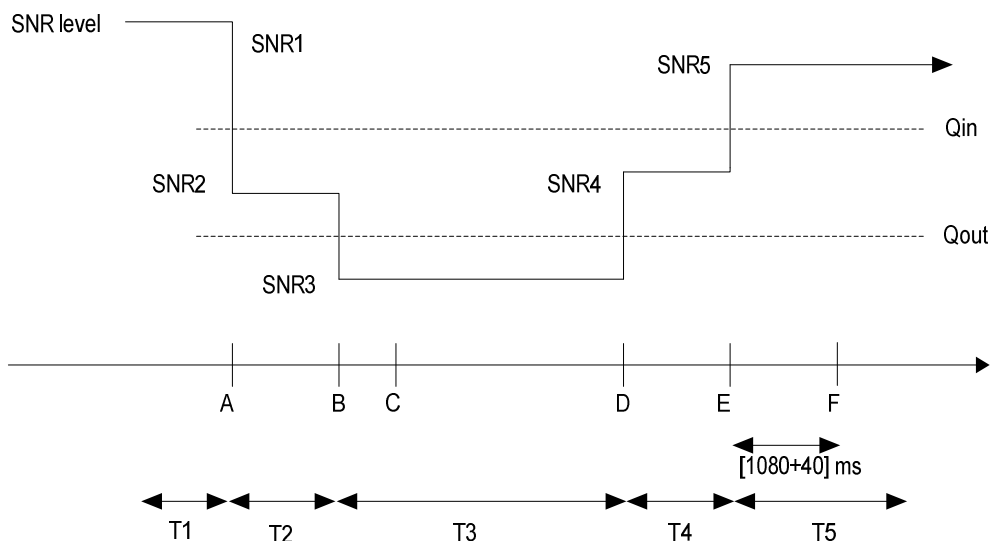 SNR level
SNR1
SNR5
Qin
SNR2
SNR4
Qout
SNR3
A
B
C
D
E
F
[1080+40] ms
T1
T2
T3
T4
T5